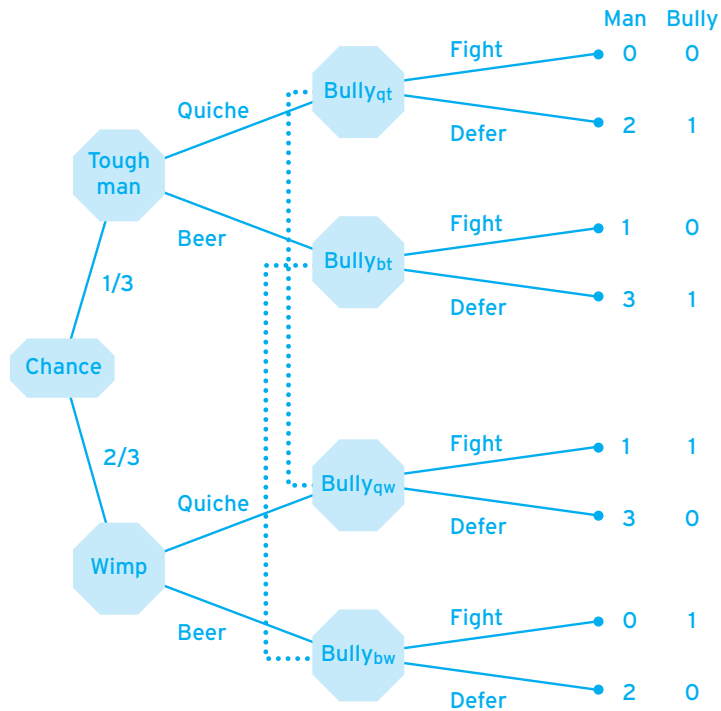 Man Bully
Fight 0 0
Bullyqt
Quiche
Defer 2 1
Tough
man
Fight 1 0
Beer
Bullybt
1/3
Defer 3 1
Chance
Fight 1 1
2/3
Bullyqw
Quiche
Defer 3 0
Wimp
Fight 0 1
Beer
Bullybw
Defer 2 0